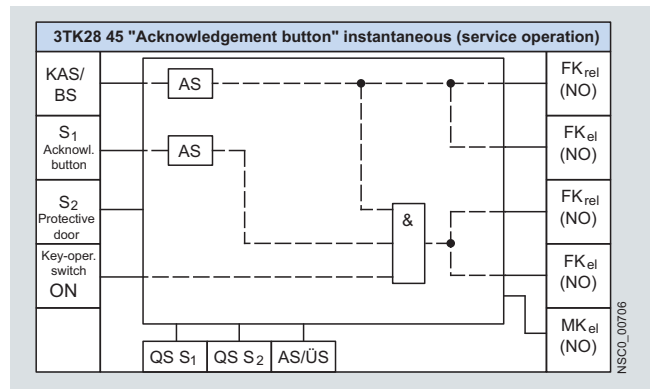 3TK28 45 "Acknowledgement button" instantaneous (service operation)
KAS/
BS
AS
FKrel
(NO)
S1
Acknowl.
button
AS
FKel
(NO)
S2
Protective
door
&
FKrel
(NO)
Key-oper.
switch
ON
FKel
(NO)
MKel
(NO)
QS S1
QS S2
AS/ÜS
NSC0_00706